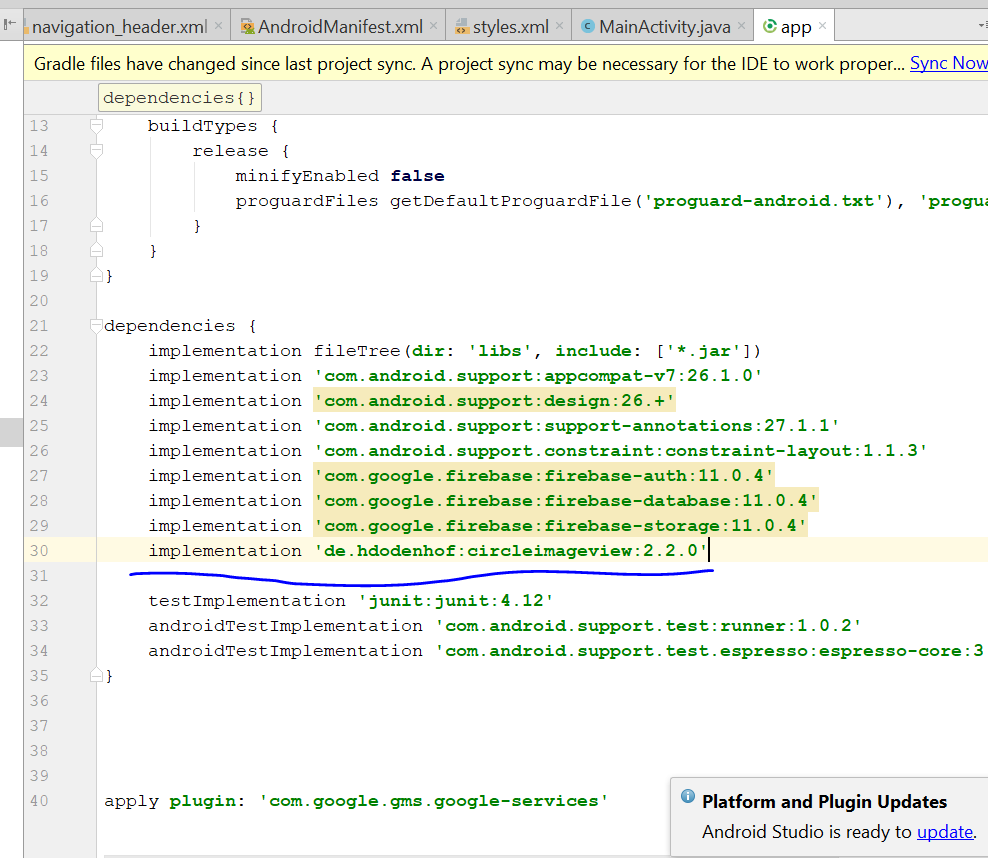 navigation_header.xml AndroidManifest.xml styles.xml MainActivity.java app
Gradle files have changed since last project sync. A project sync may be necessary for the IDE to work proper... Sync Now
dependencies{}
13 buildTypes {
14 release {
15 minifyEnabled false
16 proguardFiles getDefaultProguardFile('proguard-android.txt'), 'progua
17 }
18 }
19 }
20
21 dependencies {
22 implementation fileTree(dir: 'libs', include: ['*.jar'])
23 implementation 'com.android.support:appcompat-v7:26.1.0'
24 implementation 'com.android.support:design:26.+'
25 implementation 'com.android.support:support-annotations:27.1.1'
26 implementation 'com.android.support.constraint:constraint-layout:1.1.3'
27 implementation 'com.google.firebase:firebase-auth:11.0.4'
28 implementation 'com.google.firebase:firebase-database:11.0.4'
29 implementation 'com.google.firebase:firebase-storage:11.0.4'
30 implementation 'de.hdodenhof:circleimageview:2.2.0'
31
32 testImplementation 'junit:junit:4.12'
33 androidTestImplementation 'com.android.support.test:runner:1.0.2'
34 androidTestImplementation 'com.android.support.test.espresso:espresso-core:3
35 }
36
37
38
39
40 apply plugin: 'com.google.gms.google-services'
Platform and Plugin Updates
Android Studio is ready to update.